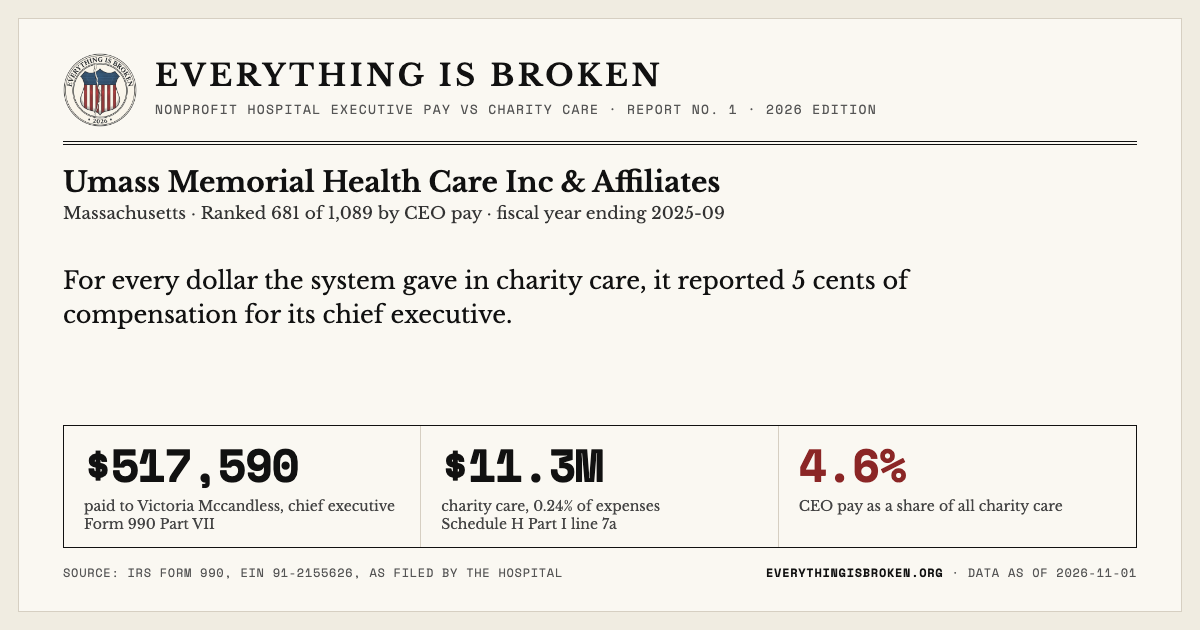 EVERYTHING IS BROKEN
· 2026 ·
EVERYTHING IS BROKEN
NONPROFIT HOSPITAL EXECUTIVE PAY VS CHARITY CARE · REPORT NO. 1 · 2026 EDITION
Umass Memorial Health Care Inc & Affiliates
Massachusetts · Ranked 681 of 1,089 by CEO pay · fiscal year ending 2025-09
For every dollar the system gave in charity care, it reported 5 cents of
compensation for its chief executive.
$517,590
paid to Victoria Mccandless, chief executive
Form 990 Part VII
$11.3M
charity care, 0.24% of expenses
Schedule H Part I line 7a
4.6%
CEO pay as a share of all charity care
SOURCE: IRS FORM 990, EIN 91-2155626, AS FILED BY THE HOSPITAL
EVERYTHINGISBROKEN.ORG · DATA AS OF 2026-11-01